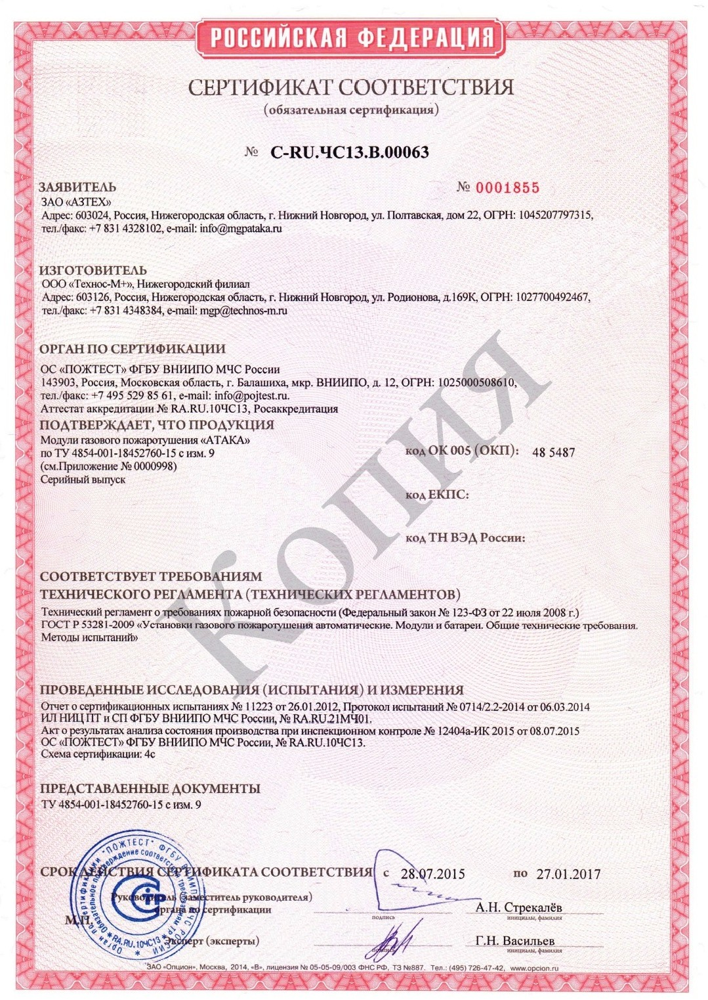 РОССИЙСКАЯ ФЕДЕРАЦИЯ
СЕРТИФИКАТ СООТВЕТСТВИЯ
(обязательная сертификация)
№ C-RU.ЧС13.В.00063
ЗАЯВИТЕЛЬ № 0001855
ЗАО «АЗТЕХ»
Адрес: 603024, Россия, Нижегородская область, г. Нижний Новгород, ул. Полтавская, дом 22, ОГРН: 1045207797315,
тел./факс: +7 831 4328102, e-mail: info@mgpataka.ru
ИЗГОТОВИТЕЛЬ
ООО «Технос-М+», Нижегородский филиал
Адрес: 603126, Россия, Нижегородская область, г. Нижний Новгород, ул. Родионова, д.169К, ОГРН: 1027700492467,
тел./факс: +7 831 4348384, e-mail: mgp@technos-m.ru
ОРГАН ПО СЕРТИФИКАЦИИ
ОС «ПОЖТЕСТ» ФГБУ ВНИИПО МЧС России
143903, Россия, Московская область, г. Балашиха, мкр. ВНИИПО, д. 12, ОГРН: 1025000508610,
тел./факс: +7 495 529 85 61, e-mail: info@pojtest.ru.
Аттестат аккредитации № RA.RU.10ЧС13, Росаккредитация
ПОДТВЕРЖДАЕТ, ЧТО ПРОДУКЦИЯ
Модули газового пожаротушения «АТАКА»
по ТУ 4854-001-18452760-15 с изм. 9
(см.Приложение № 0000998)
Серийный выпуск
код ОК 005 (ОКП): 48 5487
код ЕКПС:
код ТН ВЭД России:
КОПИЯ
СООТВЕТСТВУЕТ ТРЕБОВАНИЯМ
ТЕХНИЧЕСКОГО РЕГЛАМЕНТА (ТЕХНИЧЕСКИХ РЕГЛАМЕНТОВ)
Технический регламент о требованиях пожарной безопасности (Федеральный закон № 123-ФЗ от 22 июля 2008 г.)
ГОСТ Р 53281-2009 «Установки газового пожаротушения автоматические. Модули и батареи. Общие технические требования.
Методы испытаний»
ПРОВЕДЕННЫЕ ИССЛЕДОВАНИЯ (ИСПЫТАНИЯ) И ИЗМЕРЕНИЯ
Отчет о сертификационных испытаниях № 11223 от 26.01.2012, Протокол испытаний № 0714/2.2-2014 от 06.03.2014
ИЛ НИЦ ПТ и СП ФГБУ ВНИИПО МЧС России, № RA.RU.21МЧ01.
Акт о результатах анализа состояния производства при инспекционном контроле № 12404а-ИК 2015 от 08.07.2015
ОС «ПОЖТЕСТ» ФГБУ ВНИИПО МЧС России, № RA.RU.10ЧС13.
Схема сертификации: 4с
ПРЕДСТАВЛЕННЫЕ ДОКУМЕНТЫ
ТУ 4854-001-18452760-15 с изм. 9
СРОК ДЕЙСТВИЯ СЕРТИФИКАТА СООТВЕТСТВИЯ с 28.07.2015 по 27.01.2017
Руководитель (заместитель руководителя)
органа по сертификации
А.Н. Стрекалёв
подпись
инициалы, фамилия
М.П.
Эксперт (эксперты)
Г.Н. Васильев
подпись
инициалы, фамилия
Орган по сертификации "ПОЖТЕСТ" ФГБУ ВНИИПО МЧС РОССИИ
Обязательное подтверждение соответствия требованиям ТР
RA.RU.10ЧС13
ЗАО «Опцион», Москва, 2014, «В», лицензия № 05-05-09/003 ФНС РФ, ТЗ №887. Тел.: (495) 726-47-42, www.opcion.ru